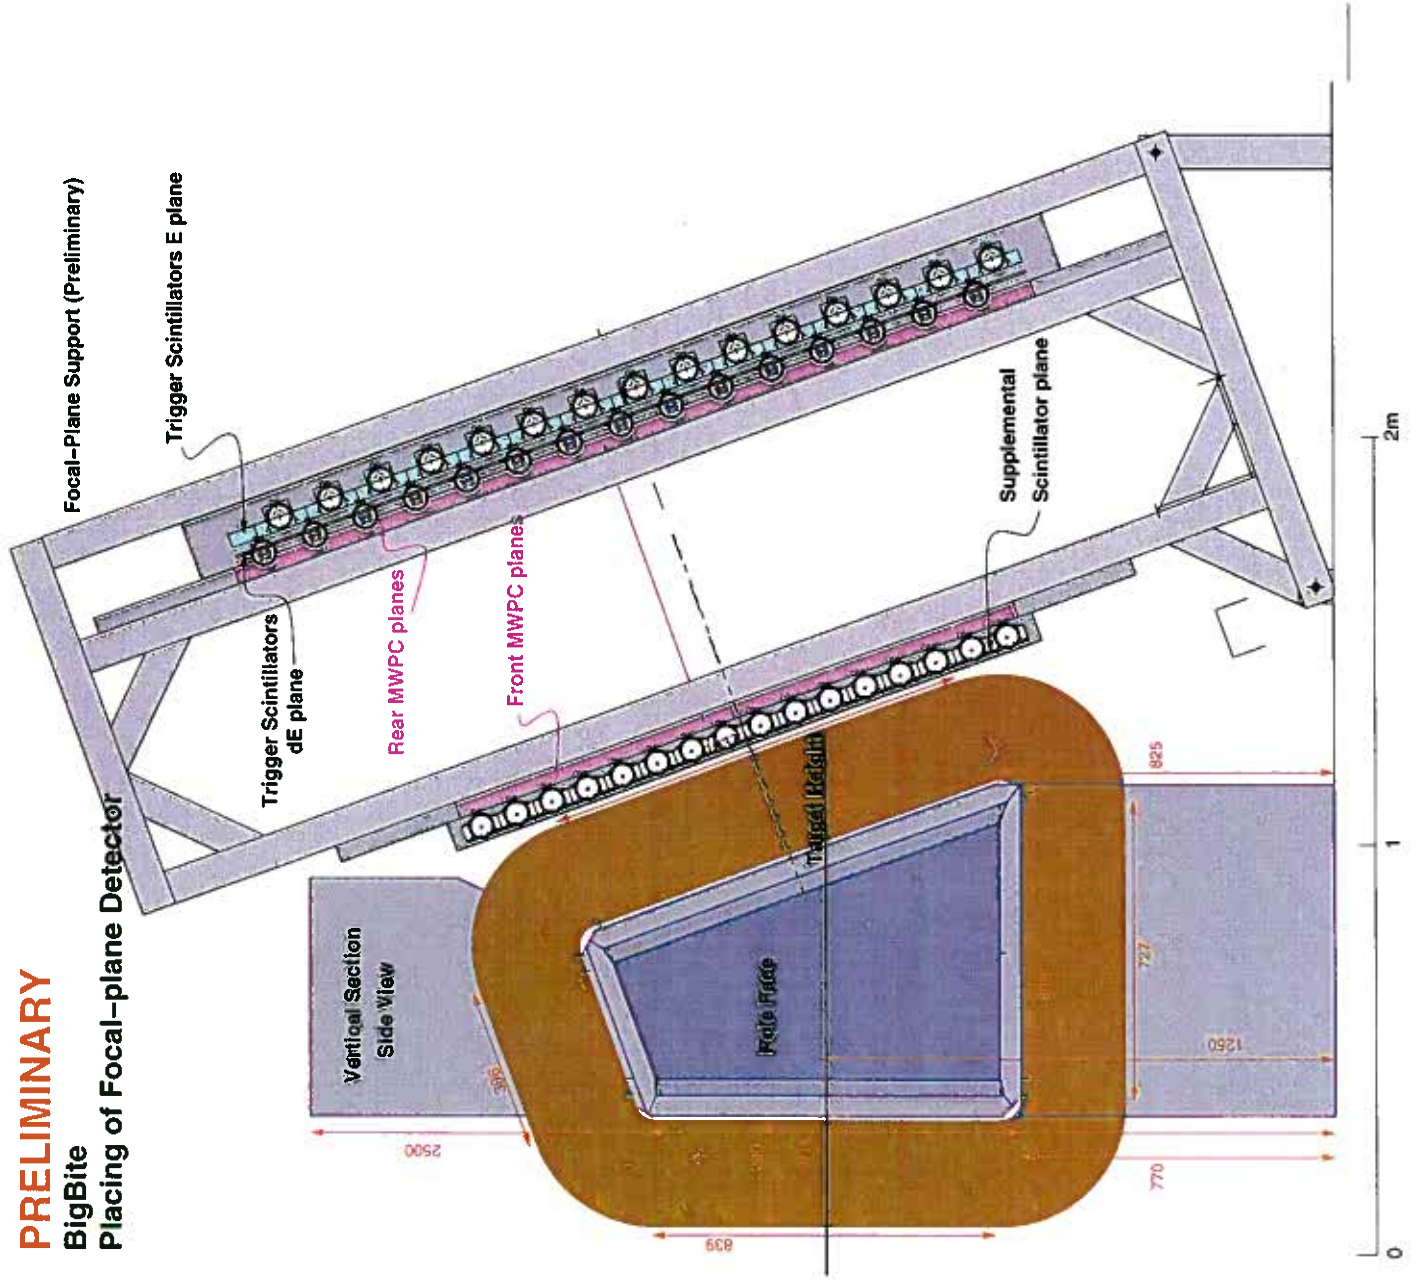 PRELIMINARY
BigBite
Placing of Focal-plane Detector
Focal-Plane Support (Preliminary)
Trigger Scintillators E plane
Trigger Scintillators
dE plane
Rear MWPC planes
Front MWPC planes
Supplemental
Scintillator plane
Vertical Section
Side View
Target Height
Pole Face
2500
839
727
1250
825
770
0
1
2m